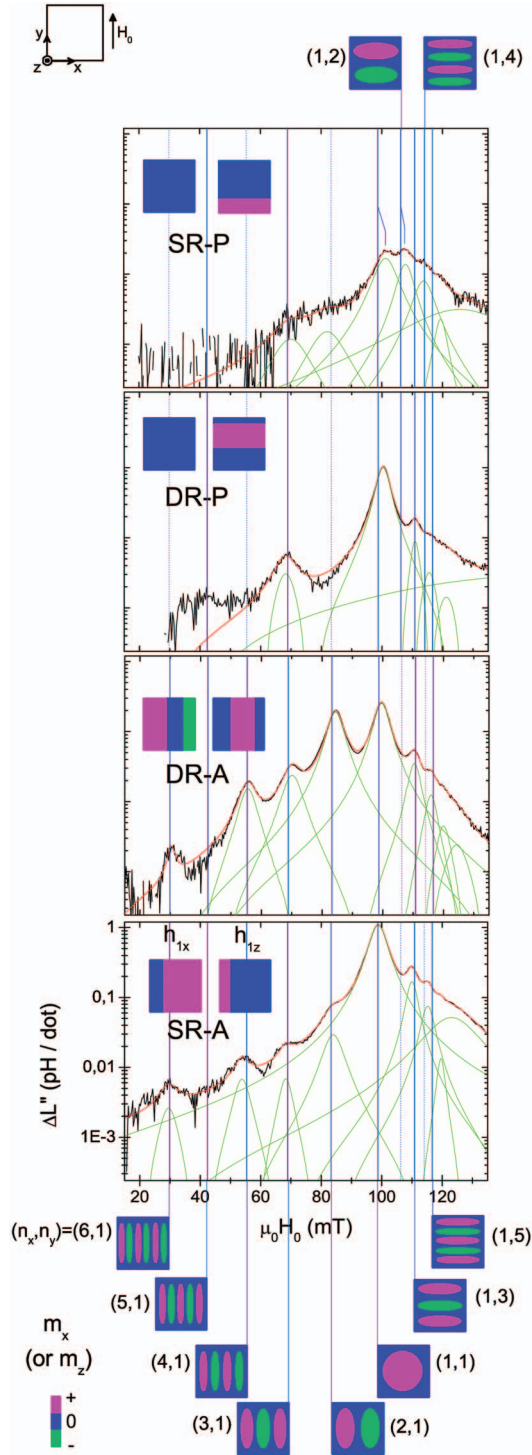 y
H₀
z
x
(1,2)
(1,4)
SR-P
DR-P
DR-A
h₁ₓ
h₁z
SR-A
1
0,1
0,01
1E-3
ΔL" (pH / dot)
20
40
60
80
100
120
μ₀H₀ (mT)
(nₓ,n_y)=(6,1)
(1,5)
(5,1)
(1,3)
mₓ
(or m_z)
+
0
-
(4,1)
(1,1)
(3,1)
(2,1)